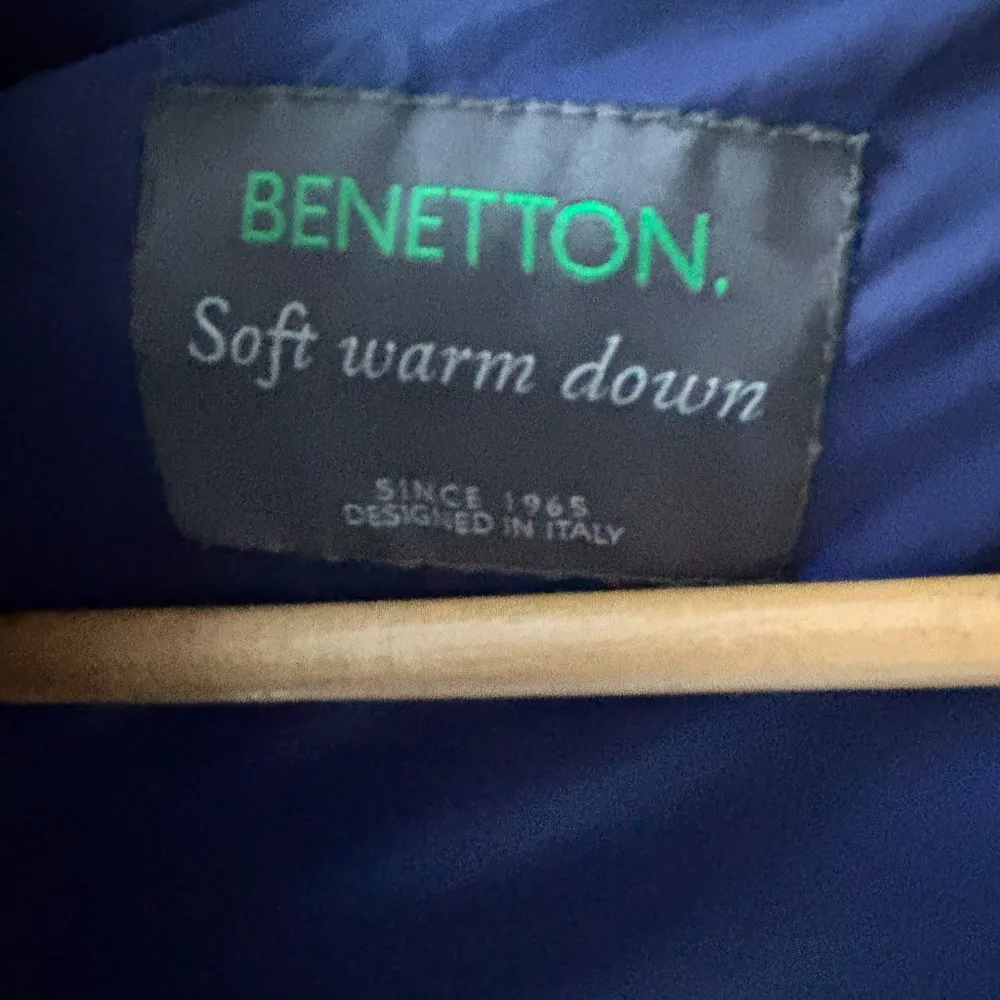 BENETTON.
Soft warm down
SINCE 1965
DESIGNED IN ITALY